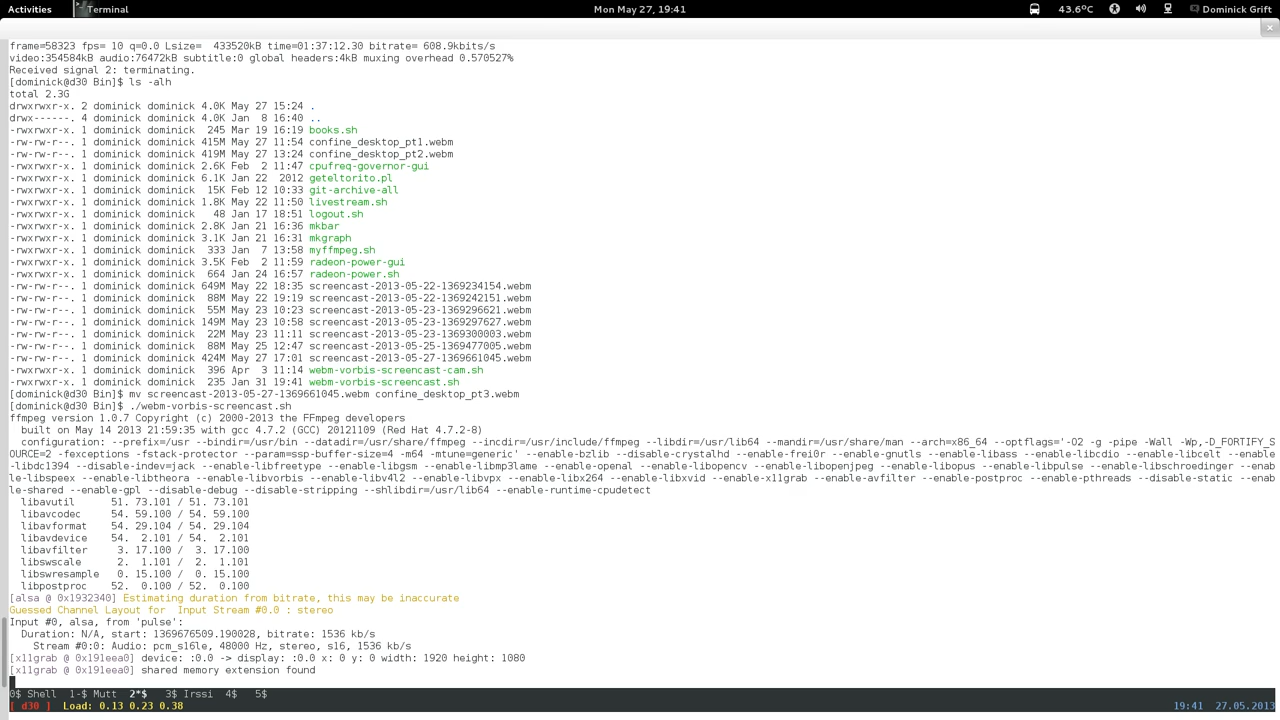 Activities Terminal Mon May 27, 19:41 43.6°C Dominick Grift
frame=58323 fps= 10 q=0.0 Lsize=  433520kB time=01:37:12.30 bitrate= 608.9kbits/s
video:354584kB audio:76472kB subtitle:0 global headers:4kB muxing overhead 0.570527%
Received signal 2: terminating.
[dominick@d30 Bin]$ ls -alh
total 2.3G
drwxrwxr-x. 2 dominick dominick 4.0K May 27 15:24 .
drwx------. 4 dominick dominick 4.0K Jan  8 16:40 ..
-rwxrwxr-x. 1 dominick dominick  245 Mar 19 16:19 books.sh
-rw-rw-r--. 1 dominick dominick 415M May 27 11:54 confine_desktop_pt1.webm
-rw-rw-r--. 1 dominick dominick 419M May 27 13:24 confine_desktop_pt2.webm
-rwxrwxr-x. 1 dominick dominick 2.6K Feb  2 11:47 cpufreq-governor-gui
-rwxrwxr-x. 1 dominick dominick 6.1K Jan 22  2012 geteltorito.pl
-rwxrwxr-x. 1 dominick dominick  15K Feb 12 10:33 git-archive-all
-rwxrwxr-x. 1 dominick dominick 1.8K May 22 11:50 livestream.sh
-rwxrwxr-x. 1 dominick dominick   48 Jan 17 18:51 logout.sh
-rwxrwxr-x. 1 dominick dominick 2.8K Jan 21 16:36 mkbar
-rwxrwxr-x. 1 dominick dominick 3.1K Jan 21 16:31 mkgraph
-rwxrwxr-x. 1 dominick dominick  333 Jan  7 13:58 myffmpeg.sh
-rwxrwxr-x. 1 dominick dominick 3.5K Feb  2 11:59 radeon-power-gui
-rwxrwxr-x. 1 dominick dominick  664 Jan 24 16:57 radeon-power.sh
-rw-rw-r--. 1 dominick dominick 649M May 22 18:35 screencast-2013-05-22-1369234154.webm
-rw-rw-r--. 1 dominick dominick  88M May 22 19:19 screencast-2013-05-22-1369242151.webm
-rw-rw-r--. 1 dominick dominick  55M May 23 10:23 screencast-2013-05-23-1369296621.webm
-rw-rw-r--. 1 dominick dominick 149M May 23 10:58 screencast-2013-05-23-1369297627.webm
-rw-rw-r--. 1 dominick dominick  22M May 23 11:11 screencast-2013-05-23-1369300003.webm
-rw-rw-r--. 1 dominick dominick  88M May 25 12:47 screencast-2013-05-25-1369477005.webm
-rw-rw-r--. 1 dominick dominick 424M May 27 17:01 screencast-2013-05-27-1369661045.webm
-rwxrwxr-x. 1 dominick dominick  396 Apr  3 11:14 webm-vorbis-screencast-cam.sh
-rwxrwxr-x. 1 dominick dominick  235 Jan 31 19:41 webm-vorbis-screencast.sh
[dominick@d30 Bin]$ mv screencast-2013-05-27-1369661045.webm confine_desktop_pt3.webm
[dominick@d30 Bin]$ ./webm-vorbis-screencast.sh
ffmpeg version 1.0.7 Copyright (c) 2000-2013 the FFmpeg developers
  built on May 14 2013 21:59:35 with gcc 4.7.2 (GCC) 20121109 (Red Hat 4.7.2-8)
  configuration: --prefix=/usr --bindir=/usr/bin --datadir=/usr/share/ffmpeg --incdir=/usr/include/ffmpeg --libdir=/usr/lib64 --mandir=/usr/share/man --arch=x86_64 --optflags='-O2 -g -pipe -Wall -Wp,-D_FORTIFY_S
OURCE=2 -fexceptions -fstack-protector --param=ssp-buffer-size=4 -m64 -mtune=generic' --enable-bzlib --disable-crystalhd --enable-frei0r --enable-gnutls --enable-libass --enable-libcdio --enable-libcelt --enable
-libdc1394 --disable-indev=jack --enable-libfreetype --enable-libgsm --enable-libmp3lame --enable-openal --enable-libopencv --enable-libopenjpeg --enable-libopus --enable-libpulse --enable-libschroedinger --enab
le-libspeex --enable-libtheora --enable-libvorbis --enable-libv4l2 --enable-libvpx --enable-libx264 --enable-libxvid --enable-x11grab --enable-avfilter --enable-postproc --enable-pthreads --disable-static --enab
le-shared --enable-gpl --disable-debug --disable-stripping --shlibdir=/usr/lib64 --enable-runtime-cpudetect
  libavutil      51. 73.101 / 51. 73.101
  libavcodec     54. 59.100 / 54. 59.100
  libavformat    54. 29.104 / 54. 29.104
  libavdevice    54.  2.101 / 54.  2.101
  libavfilter     3. 17.100 /  3. 17.100
  libswscale      2.  1.101 /  2.  1.101
  libswresample   0. 15.100 /  0. 15.100
  libpostproc    52.  0.100 / 52.  0.100
[alsa @ 0x1932340] Estimating duration from bitrate, this may be inaccurate
Guessed Channel Layout for  Input Stream #0.0 : stereo
Input #0, alsa, from 'pulse':
  Duration: N/A, start: 1369676509.190028, bitrate: 1536 kb/s
    Stream #0:0: Audio: pcm_s16le, 48000 Hz, stereo, s16, 1536 kb/s
[x11grab @ 0x191eea0] device: :0.0 -> display: :0.0 x: 0 y: 0 width: 1920 height: 1080
[x11grab @ 0x191eea0] shared memory extension found
0$ Shell  1-$ Mutt  2*$  3$ Irssi  4$  5$
[ d30 ]  Load: 0.13 0.23 0.38 19:41 27.05.2013